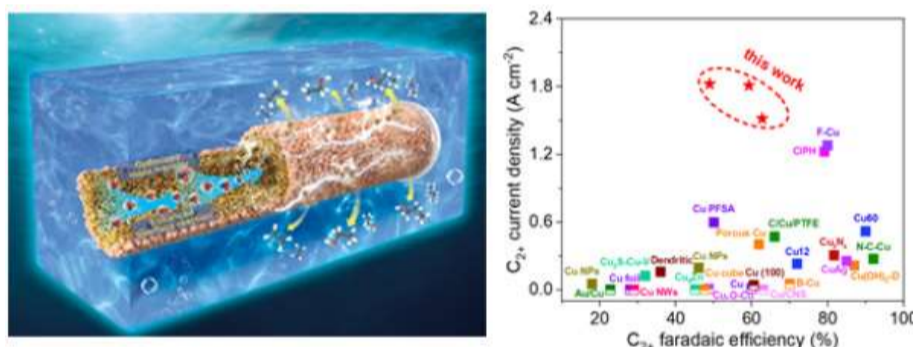 2.4
1.8
1.2
0.6
0.0
C₂₊ current density (A cm⁻²)
this work
F-Cu
CIPH
Cu PFSA
C/Cu/PTFE
Porous Cu
Cu60
Cu NPs
Dendritic
Cu NPs
Cu12
N-C-Cu
CuAg
Cu(OH)₂-D
Cu foil
Cu-cube
Cu (100)
B-Cu
Au/Cu
Cu NWs
Cu/CNS
20 40 60 80 100
C₂₊ faradaic efficiency (%)